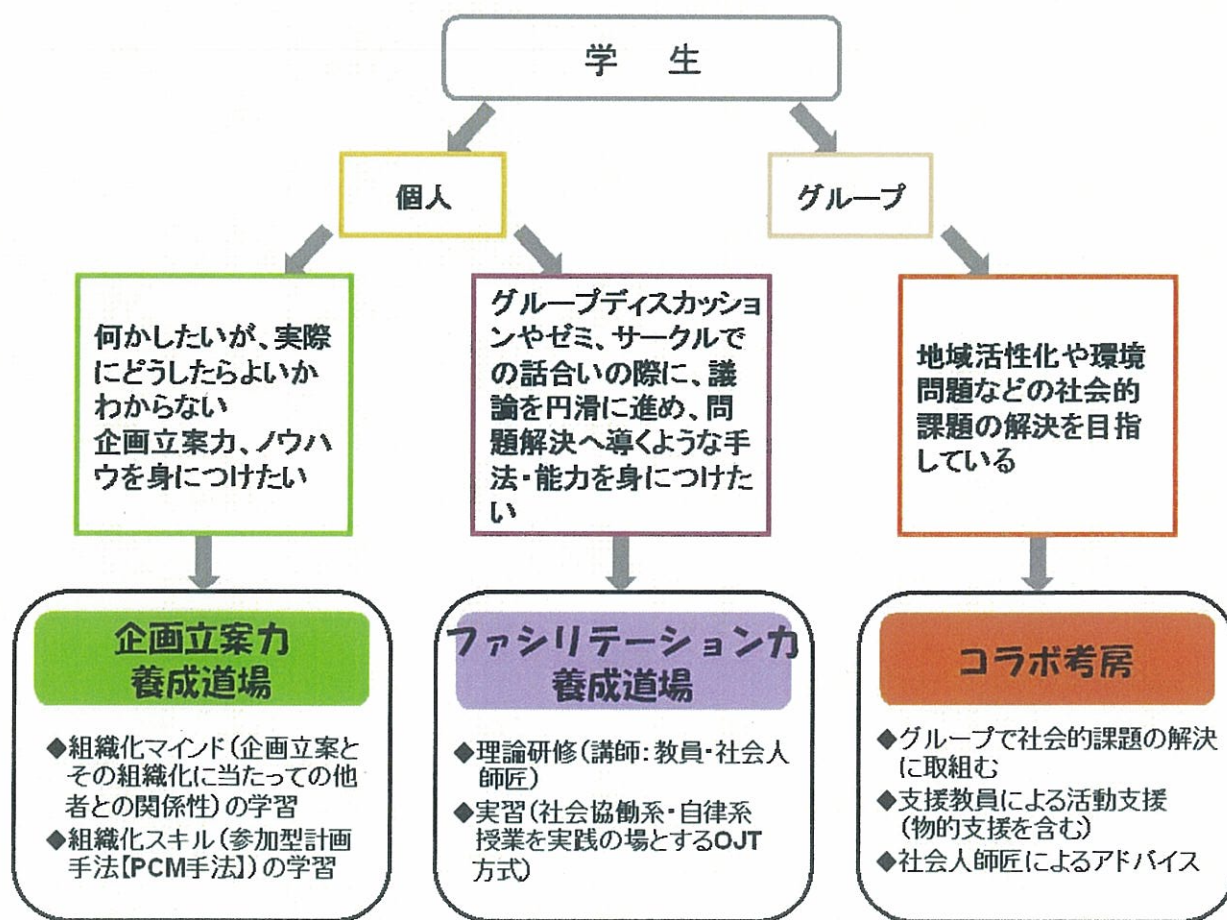 学 生
個人
グループ
何かしたいが、実際
にどうしたらよいか
わからない
企画立案力、ノウハ
ウを身につけたい
グループディスカッショ
ンやゼミ、サークルで
の話合いの際に、議
論を円滑に進め、問
題解決へ導くような手
法・能力を身につけた
い
地域活性化や環境
問題などの社会的
課題の解決を目指
している
企画立案力
養成道場
◆組織化マインド(企画立案と
その組織化に当たっての他
者との関係性)の学習
◆組織化スキル(参加型計画
手法【PCM手法】)の学習
ファシリテーション力
養成道場
◆理論研修(講師:教員・社会人
師匠)
◆実習(社会協働系・自律系
授業を実践の場とするOJT
方式)
コラボ考房
◆グループで社会的課題の解決
に取組む
◆支援教員による活動支援
(物的支援を含む)
◆社会人師匠によるアドバイス